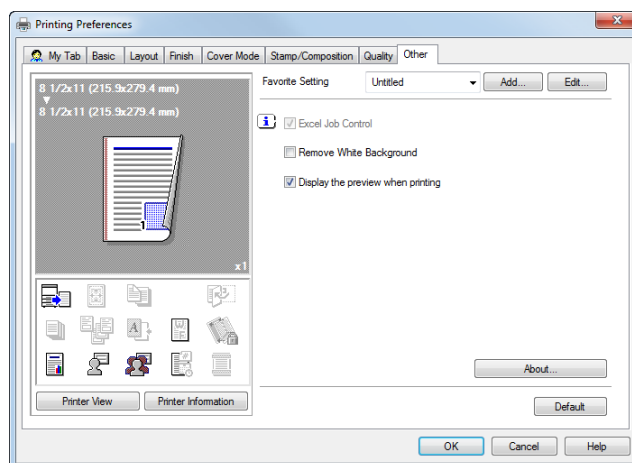 Printing Preferences
My Tab Basic Layout Finish Cover Mode Stamp/Composition Quality Other
8 1/2x11 (215.9x279.4 mm)
8 1/2x11 (215.9x279.4 mm)
1
x1
Printer View Printer Information
Favorite Setting Untitled Add... Edit...
Excel Job Control
Remove White Background
Display the preview when printing
About...
Default
OK Cancel Help